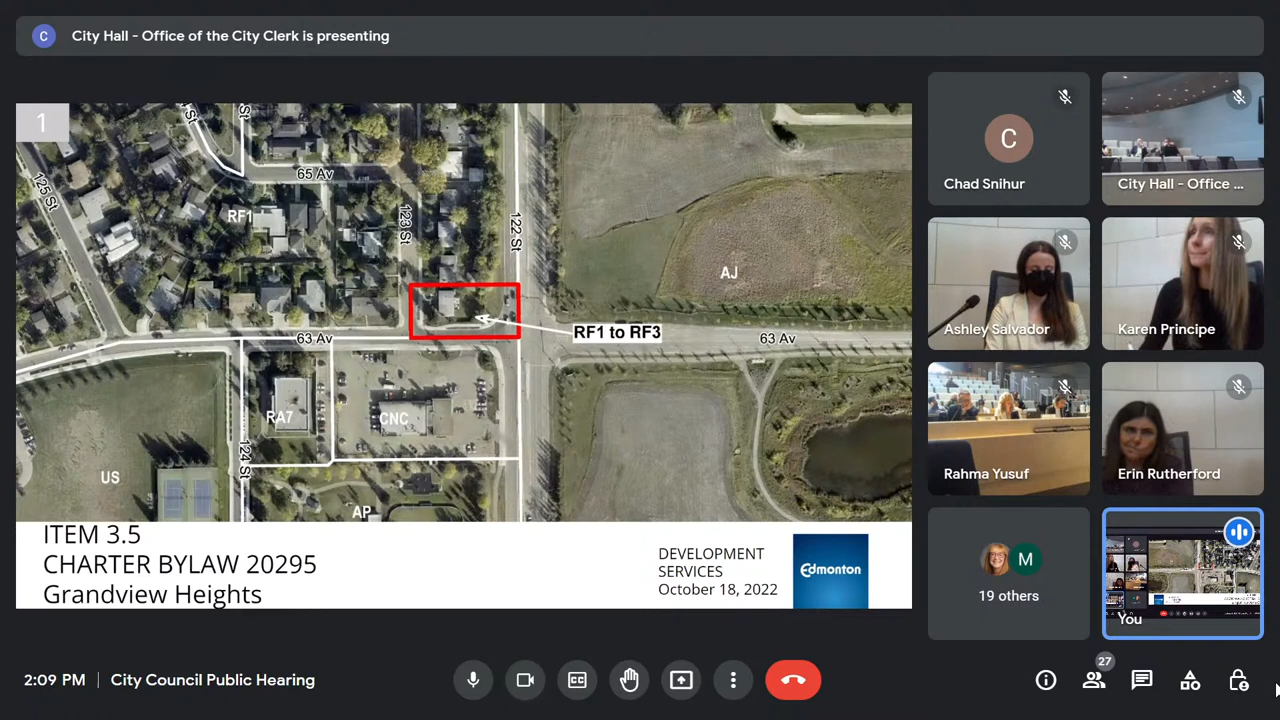 C
City Hall - Office of the City Clerk is presenting
1
125 St
St
St
65 Av
RF1
123 St
122 St
AJ
RF1 to RF3
63 Av
63 Av
RA7
CNC
124 St
US
AP
ITEM 3.5
CHARTER BYLAW 20295
Grandview Heights
DEVELOPMENT
SERVICES
October 18, 2022
Edmonton
C
Chad Snihur
City Hall - Office ...
Ashley Salvador
Karen Principe
Rahma Yusuf
Erin Rutherford
M
19 others
You
2:09 PM | City Council Public Hearing
27